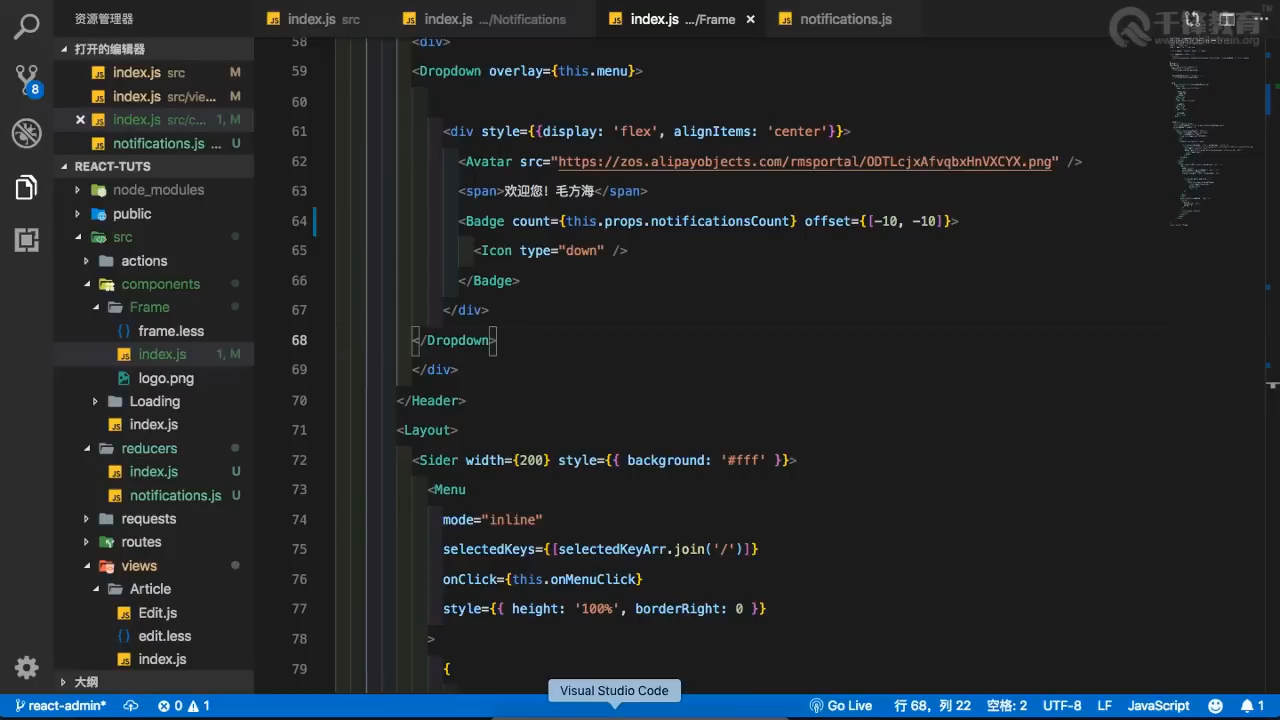 资源管理器
index.js src
index.js .../Notifications
index.js .../Frame ×
notifications.js
千锋教育
www.mobiletrain.org
打开的编辑器
index.js src M
index.js src/vie... M
× index.js src/c... 1, M
notifications.js ... U
REACT-TUTS
node_modules
public
src
actions
components
Frame
frame.less
index.js 1, M
logo.png
Loading
index.js
reducers
index.js U
notifications.js U
requests
routes
views
Article
Edit.js
edit.less
index.js
大纲
8
58 <div>
59 <Dropdown overlay={this.menu}>
60
61 <div style={{display: 'flex', alignItems: 'center'}}>
62 <Avatar src="https://zos.alipayobjects.com/rmsportal/ODTLcjxAfvqbxHnVXCYX.png" />
63 <span>欢迎您！毛方海</span>
64 <Badge count={this.props.notificationsCount} offset={[-10, -10]}>
65 <Icon type="down" />
66 </Badge>
67 </div>
68 </Dropdown>
69 </div>
70 </Header>
71 <Layout>
72 <Sider width={200} style={{ background: '#fff' }}>
73 <Menu
74 mode="inline"
75 selectedKeys={[selectedKeyArr.join('/')]}
76 onClick={this.onMenuClick}
77 style={{ height: '100%', borderRight: 0 }}
78 >
79 {
Visual Studio Code
react-admin* 0 1 Go Live 行 68，列 22 空格: 2 UTF-8 LF JavaScript 1